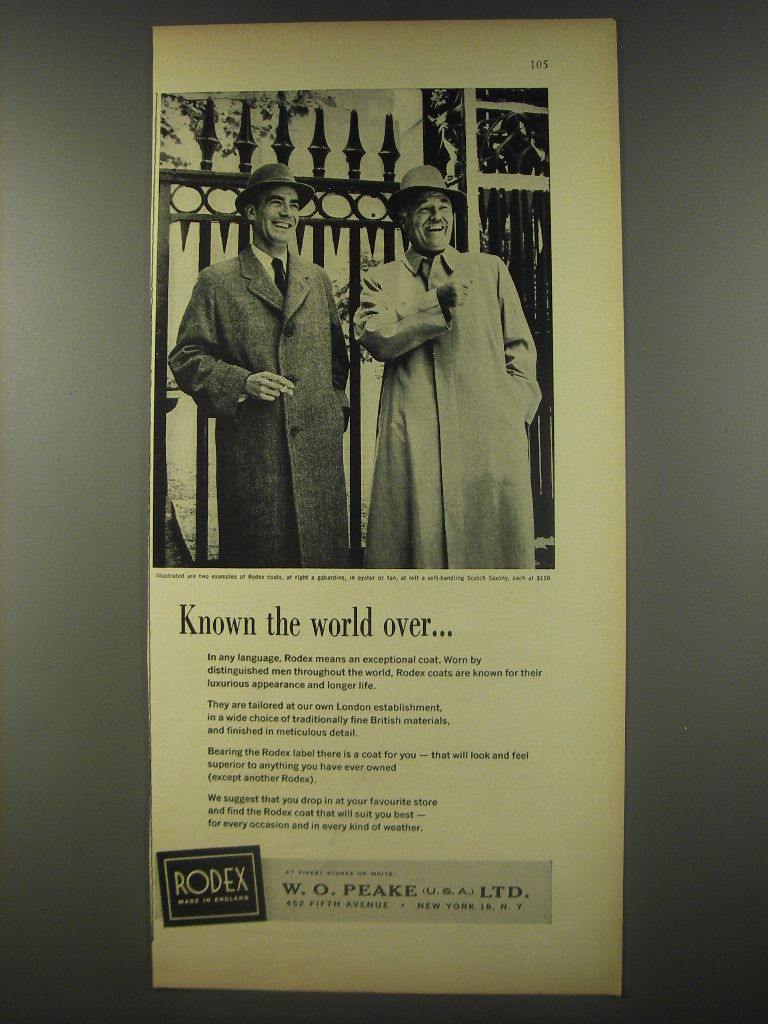 105
Illustrated are two examples of Rodex coats, at right a gabardine, in oyster or tan, at left a soft-handling Scotch Saxony, each at $110
Known the world over...
In any language, Rodex means an exceptional coat. Worn by
distinguished men throughout the world, Rodex coats are known for their
luxurious appearance and longer life.
They are tailored at our own London establishment,
in a wide choice of traditionally fine British materials,
and finished in meticulous detail.
Bearing the Rodex label there is a coat for you — that will look and feel
superior to anything you have ever owned
(except another Rodex).
We suggest that you drop in at your favourite store
and find the Rodex coat that will suit you best —
for every occasion and in every kind of weather.
RODEX
MADE IN ENGLAND
AT FINEST STORES OR WRITE:
W. O. PEAKE (U.S.A.) LTD.
452 FIFTH AVENUE • NEW YORK 18, N. Y.